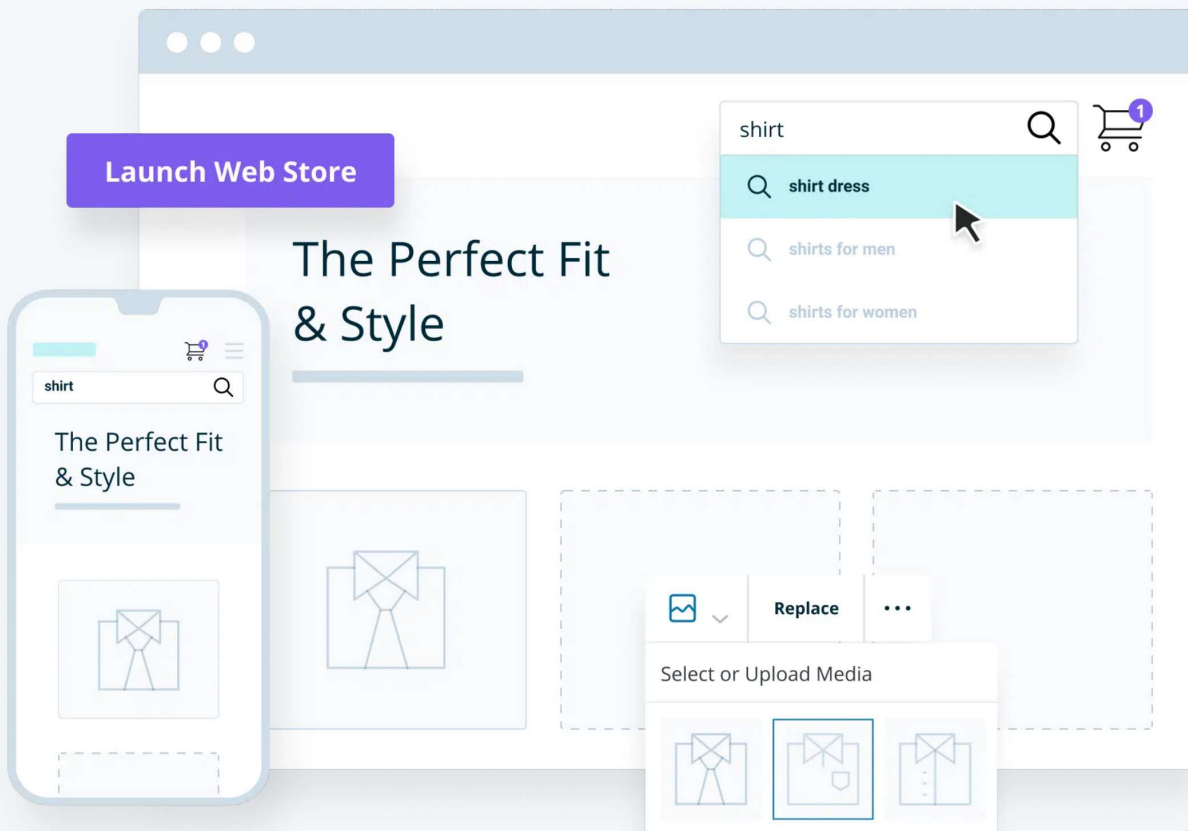 1
shirt
Launch Web Store
shirt dress
The Perfect Fit
& Style
shirts for men
shirts for women
1
shirt
The Perfect Fit
& Style
Replace
Select or Upload Media